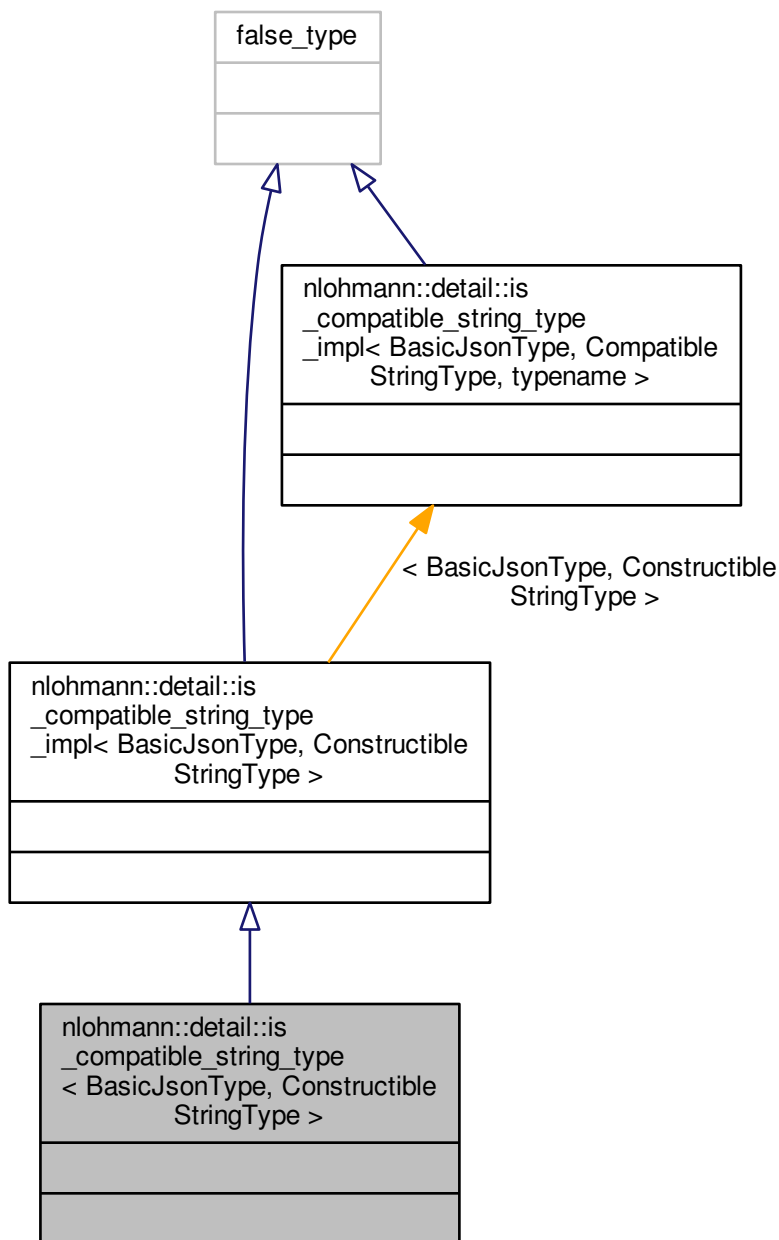 false_type
nlohmann::detail::is
_compatible_string_type
_impl< BasicJsonType, Compatible
StringType, typename >
< BasicJsonType, Constructible
StringType >
nlohmann::detail::is
_compatible_string_type
_impl< BasicJsonType, Constructible
StringType >
nlohmann::detail::is
_compatible_string_type
< BasicJsonType, Constructible
StringType >